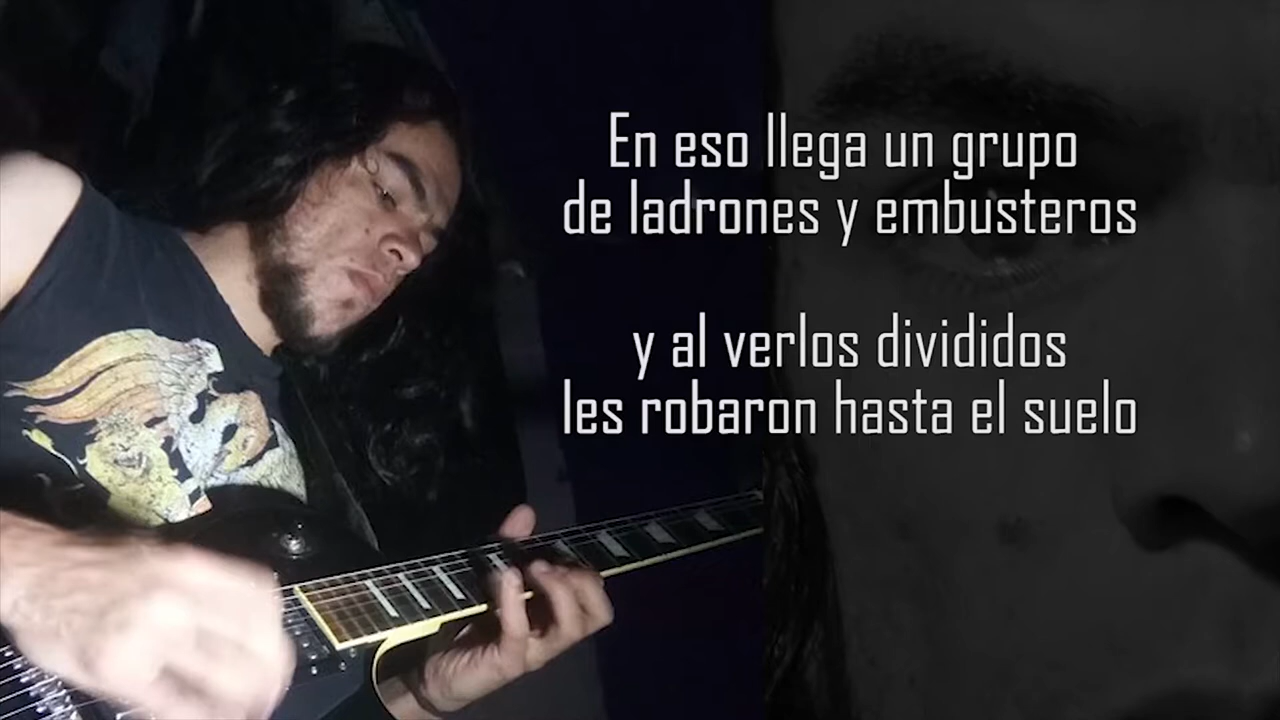 En eso llega un grupo
de ladrones y embusteros
y al verlos divididos
les robaron hasta el suelo